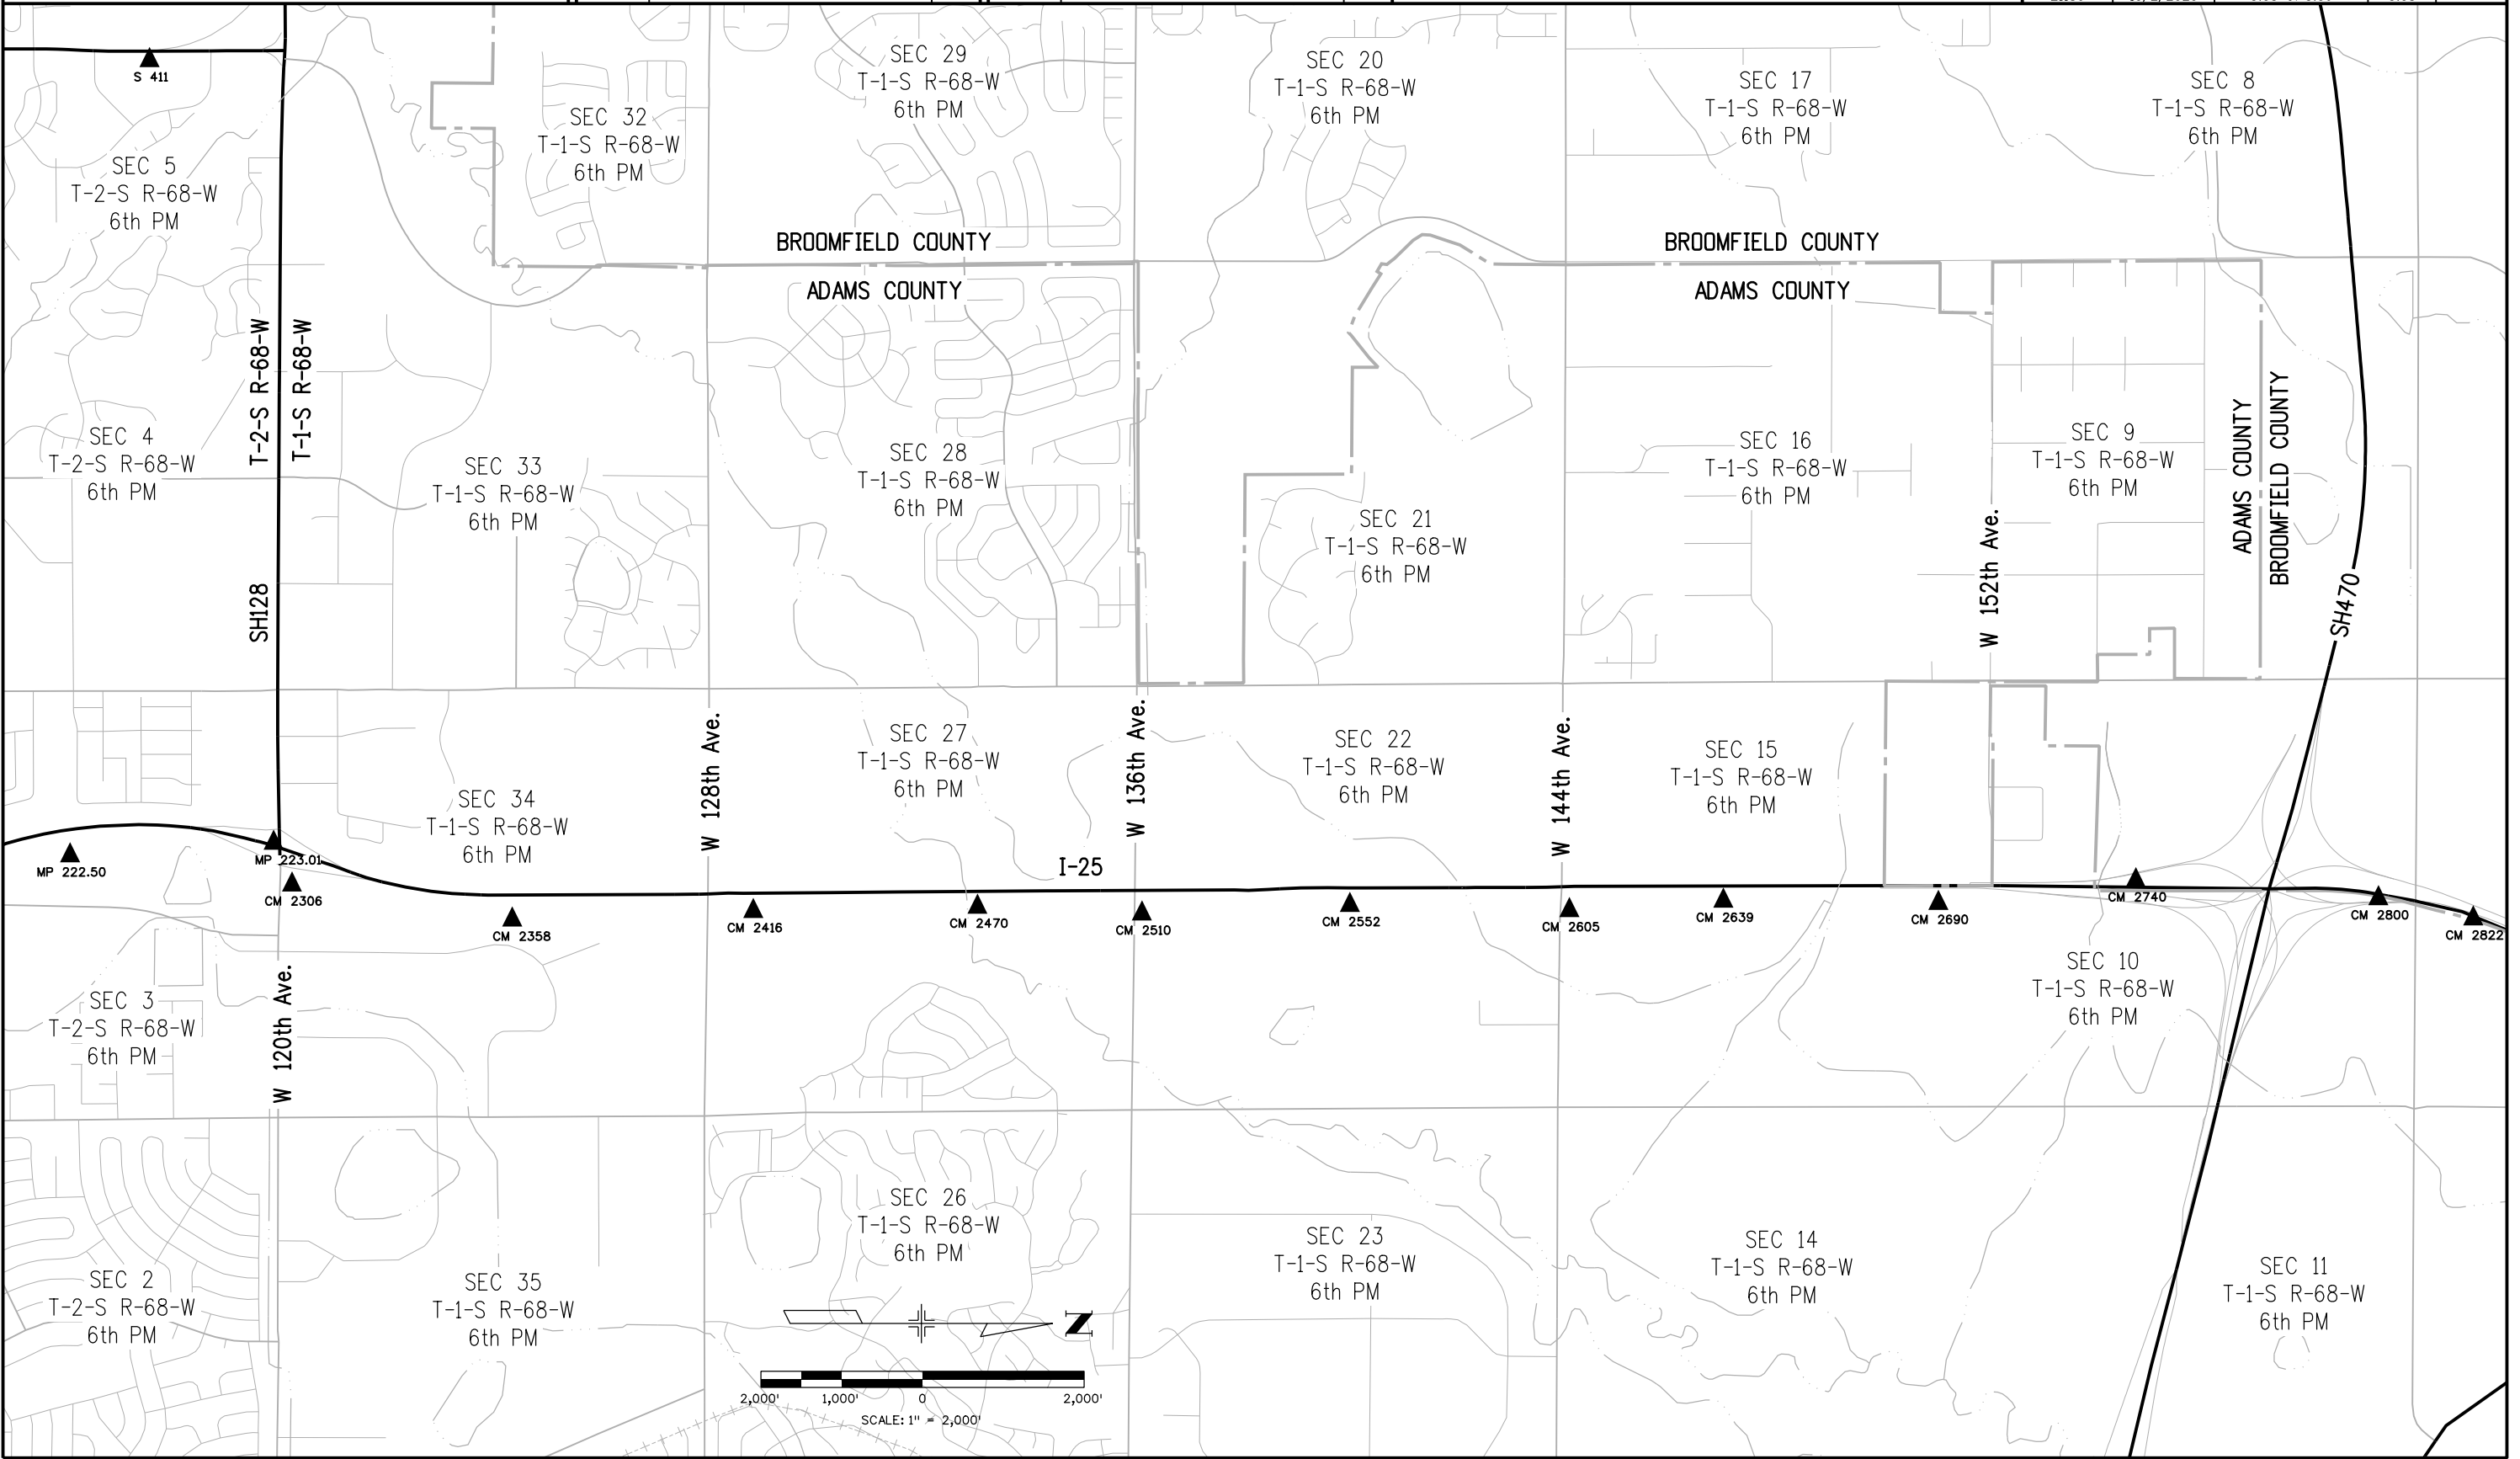 SEC 29
T-1-S R-68-W
6th PM
SEC 20
T-1-S R-68-W
6th PM
SEC 17
T-1-S R-68-W
6th PM
SEC 8
T-1-S R-68-W
6th PM
S 411
SEC 32
T-1-S R-68-W
6th PM
SEC 5
T-2-S R-68-W
6th PM
BROOMFIELD COUNTY
ADAMS COUNTY
BROOMFIELD COUNTY
ADAMS COUNTY
T-2-S R-68-W
T-1-S R-68-W
SEC 4
T-2-S R-68-W
6th PM
SEC 33
T-1-S R-68-W
6th PM
SEC 28
T-1-S R-68-W
6th PM
SEC 21
T-1-S R-68-W
6th PM
SEC 16
T-1-S R-68-W
6th PM
SEC 9
T-1-S R-68-W
6th PM
ADAMS COUNTY
BROOMFIELD COUNTY
SH128
W 152th Ave.
SH470
SEC 34
T-1-S R-68-W
6th PM
W 128th Ave.
SEC 27
T-1-S R-68-W
6th PM
W 136th Ave.
SEC 22
T-1-S R-68-W
6th PM
W 144th Ave.
SEC 15
T-1-S R-68-W
6th PM
I-25
MP 222.50
MP 223.01
CM 2306
CM 2358
CM 2416
CM 2470
CM 2510
CM 2552
CM 2605
CM 2639
CM 2690
CM 2740
CM 2800
CM 2822
SEC 3
T-2-S R-68-W
6th PM
W 120th Ave.
SEC 10
T-1-S R-68-W
6th PM
SEC 2
T-2-S R-68-W
6th PM
SEC 35
T-1-S R-68-W
6th PM
SEC 26
T-1-S R-68-W
6th PM
SEC 23
T-1-S R-68-W
6th PM
SEC 14
T-1-S R-68-W
6th PM
SEC 11
T-1-S R-68-W
6th PM
N
2,000' 1,000' 0 2,000'
SCALE: 1" = 2,000'